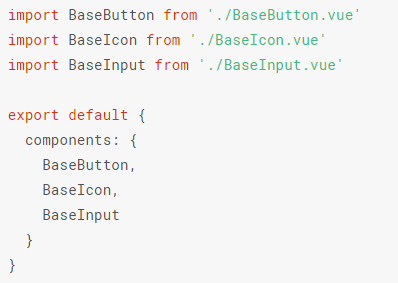 import BaseButton from './BaseButton.vue'
import BaseIcon from './BaseIcon.vue'
import BaseInput from './BaseInput.vue'

export default {
  components: {
    BaseButton,
    BaseIcon,
    BaseInput
  }
}